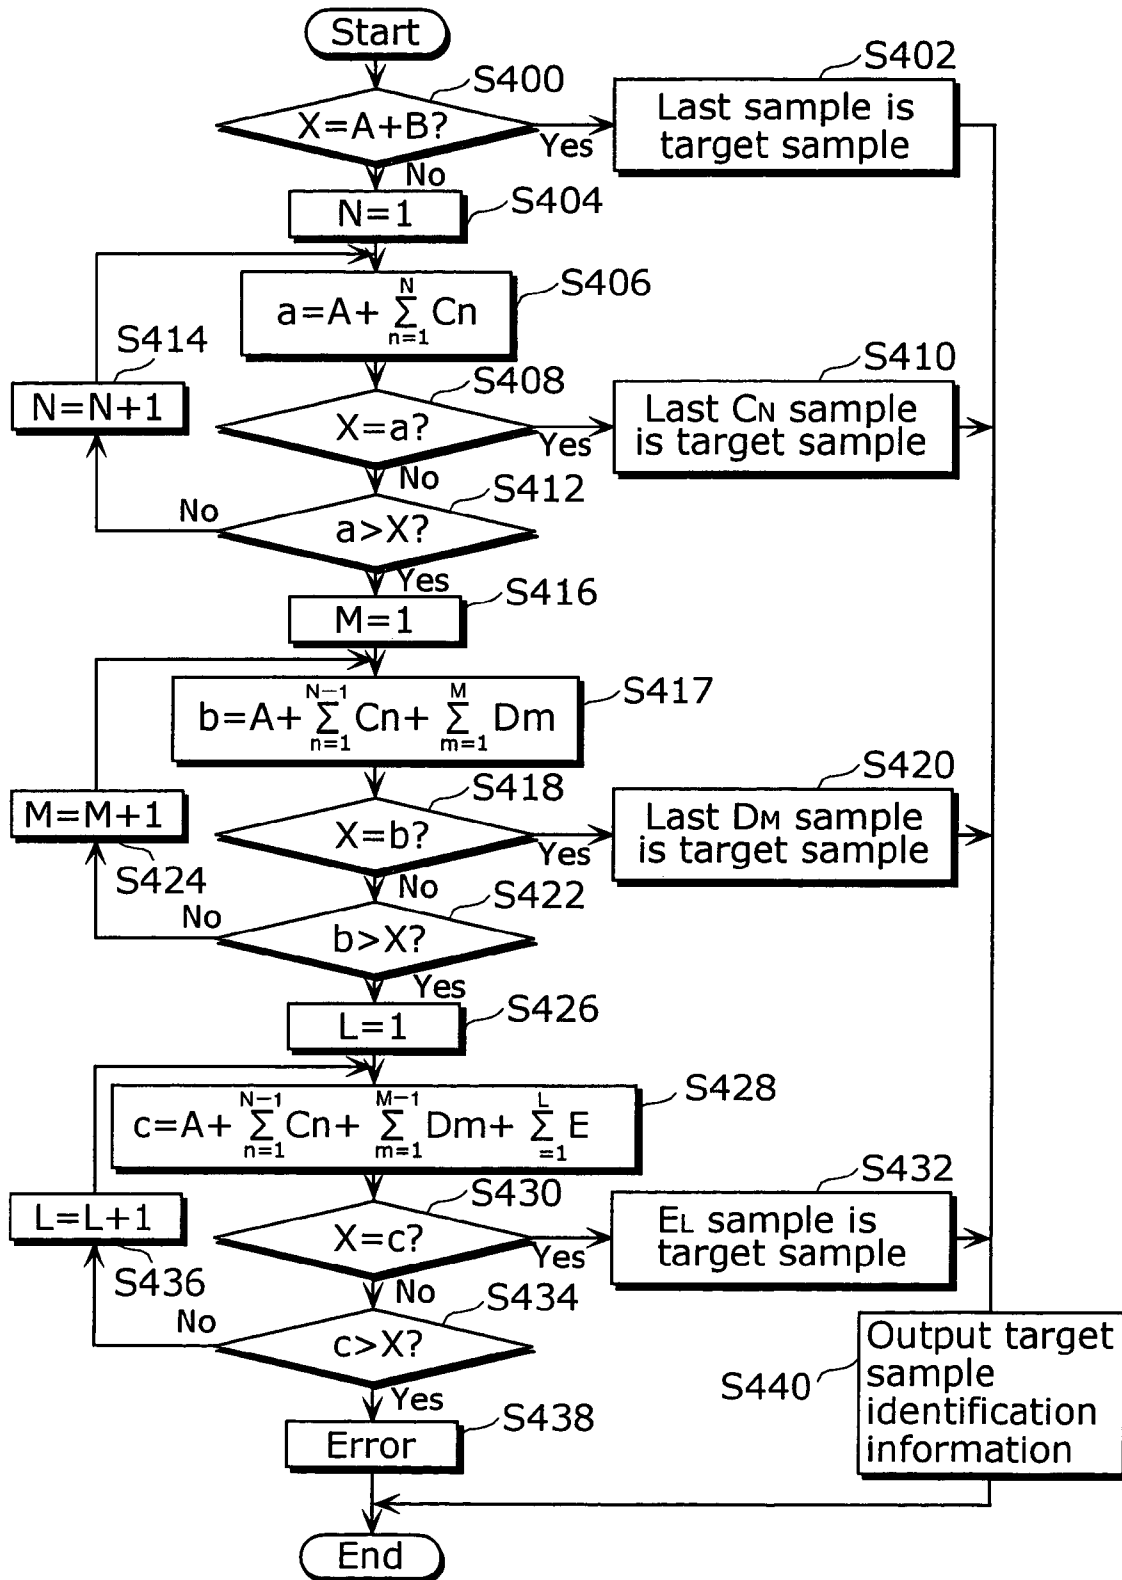 Start
S400
X=A+B?
Yes
No
S402
Last sample is
target sample
S404
N=1
S406
a=A+ N Σ n=1 Cn
S414
N=N+1
S408
X=a?
Yes
No
S410
Last CN sample
is target sample
S412
a>X?
No
Yes
S416
M=1
S417
b=A+ N-1 Σ n=1 Cn+ M Σ m=1 Dm
S418
X=b?
Yes
No
S420
Last DM sample
is target sample
M=M+1
S424
S422
b>X?
No
Yes
S426
L=1
S428
c=A+ N-1 Σ n=1 Cn+ M-1 Σ m=1 Dm+ L Σ =1 E
S430
X=c?
Yes
No
S432
EL sample is
target sample
L=L+1
S436
S434
c>X?
No
Yes
S438
Error
S440
Output target
sample
identification
information
End